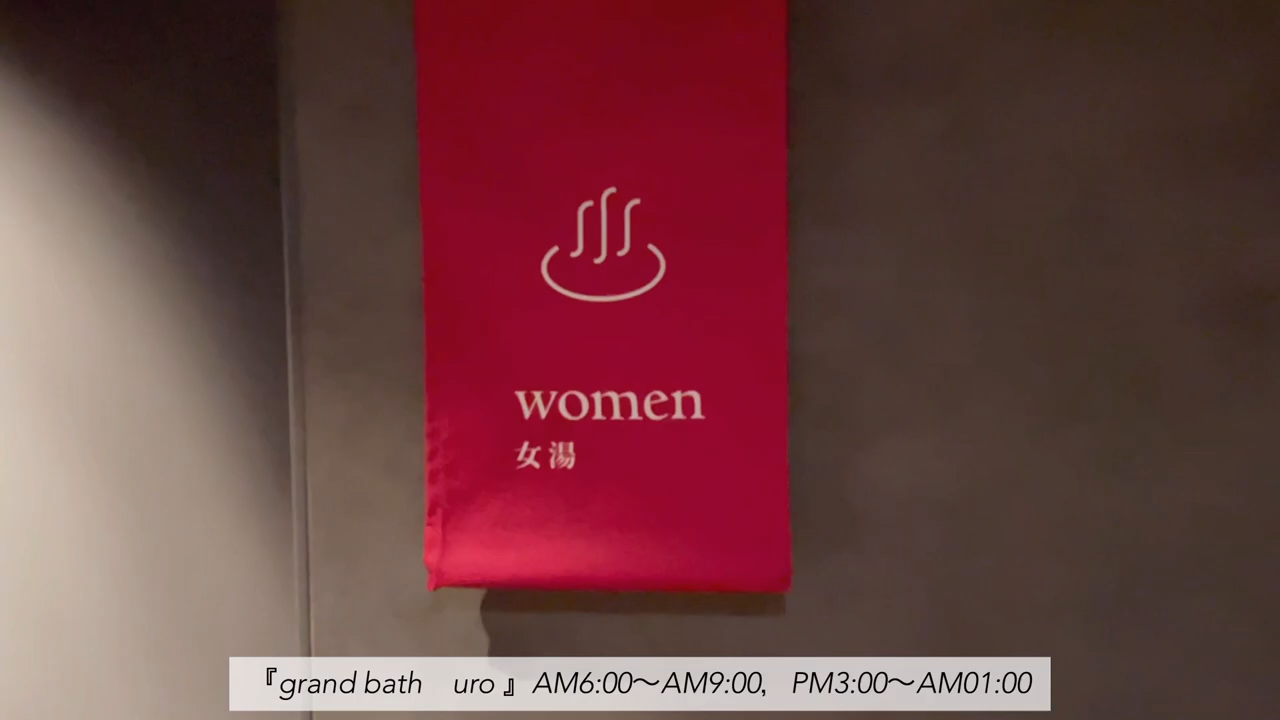 women
女湯
『grand bath　uro 』 AM6:00〜AM9:00,　PM3:00〜AM01:00